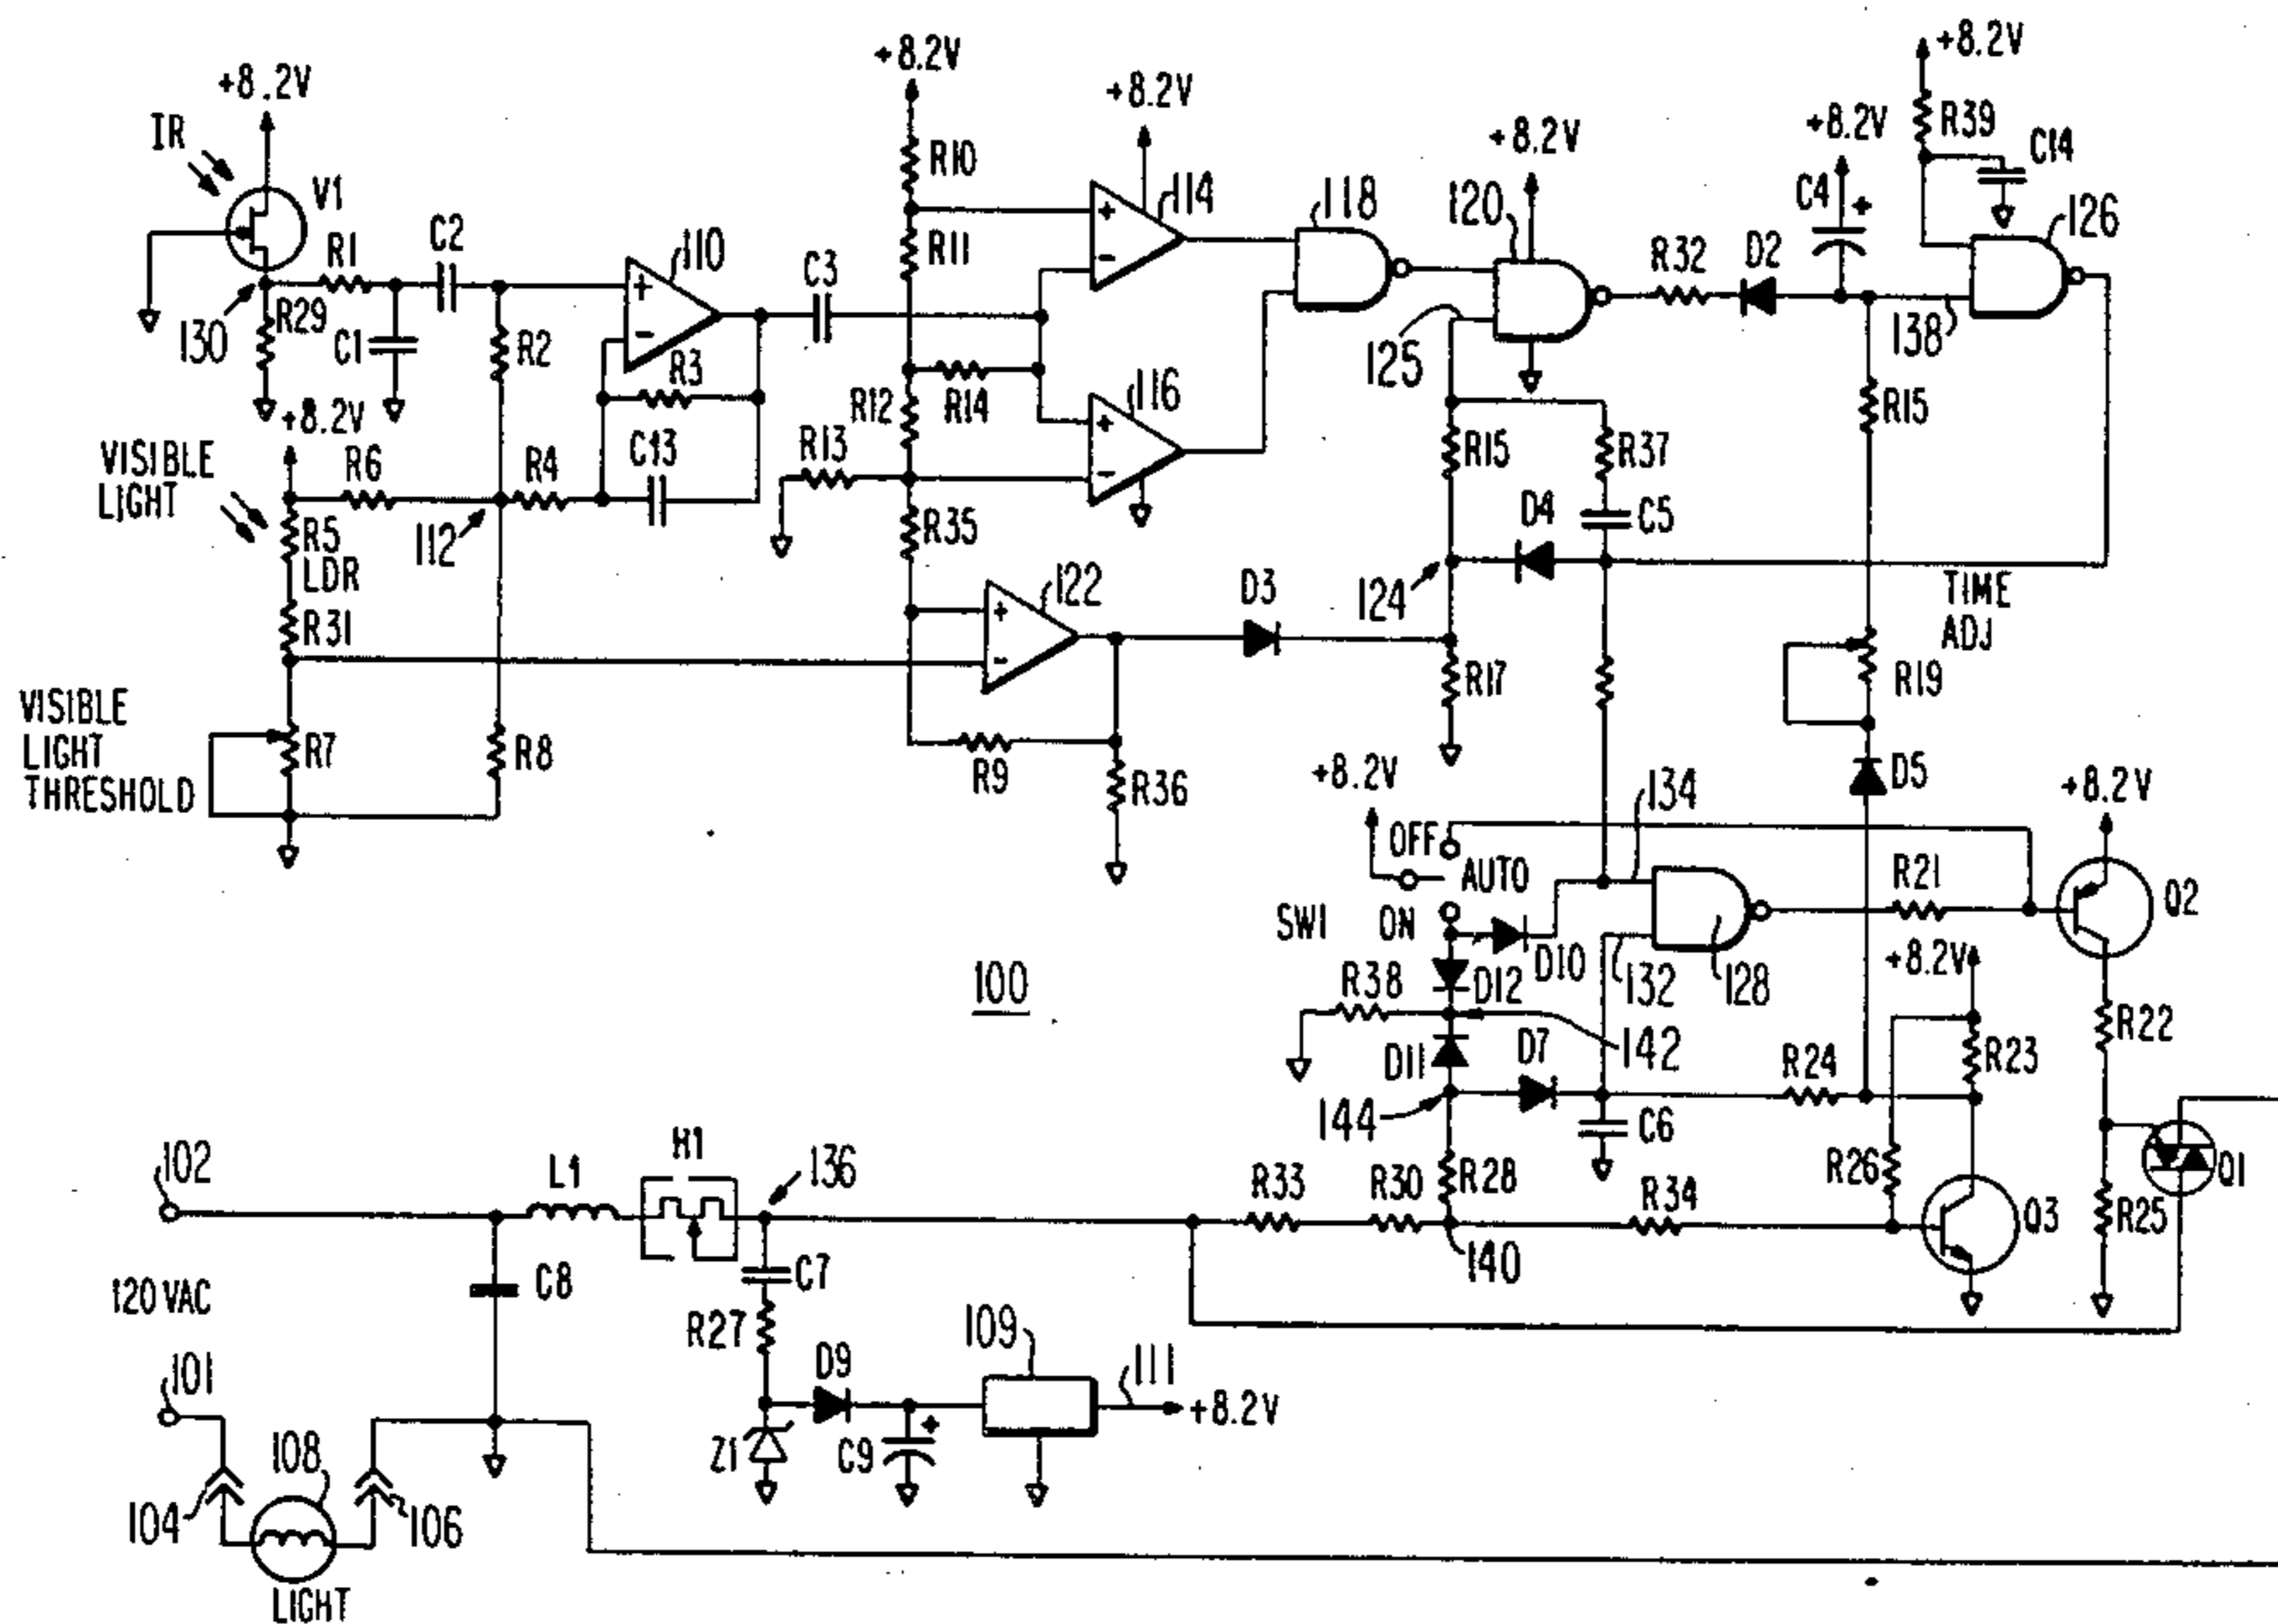 +8.2V
IR
V1
R1
C2
130
R29
C1
R2
110
R3
C13
C3
+8.2V
R10
R11
R12
R14
R13
R35
+8.2V
114
116
118
+8.2V
120
125
R32
D2
+8.2V
C4
+8.2V
R39
C14
126
138
R15
+8.2V
VISIBLE
LIGHT
R6
R4
R5
LDR
112
R31
VISIBLE
LIGHT
THRESHOLD
R7
R8
122
R9
R36
D3
124
R15
R37
D4
C5
R17
TIME
ADJ
R19
D5
+8.2V
OFF
AUTO
ON
SW1
134
D10
D12
132
128
R21
+8.2V
Q2
+8.2V
R38
142
D11
D7
144
C6
R24
R23
R22
R26
R28
R25
Q1
Q3
100
102
L1
H1
136
R33
R30
140
R34
120 VAC
C8
C7
R27
D9
109
111
+8.2V
Z1
C9
101
104
108
106
LIGHT